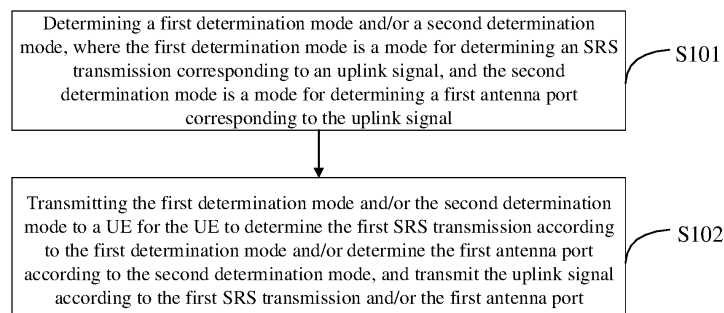 Determining a first determination mode and/or a second determination
mode, where the first determination mode is a mode for determining an SRS
transmission corresponding to an uplink signal, and the second
determination mode is a mode for determining a first antenna port
corresponding to the uplink signal
S101
Transmitting the first determination mode and/or the second determination
mode to a UE for the UE to determine the first SRS transmission according
to the first determination mode and/or determine the first antenna port
according to the second determination mode, and transmit the uplink signal
according to the first SRS transmission and/or the first antenna port
S102